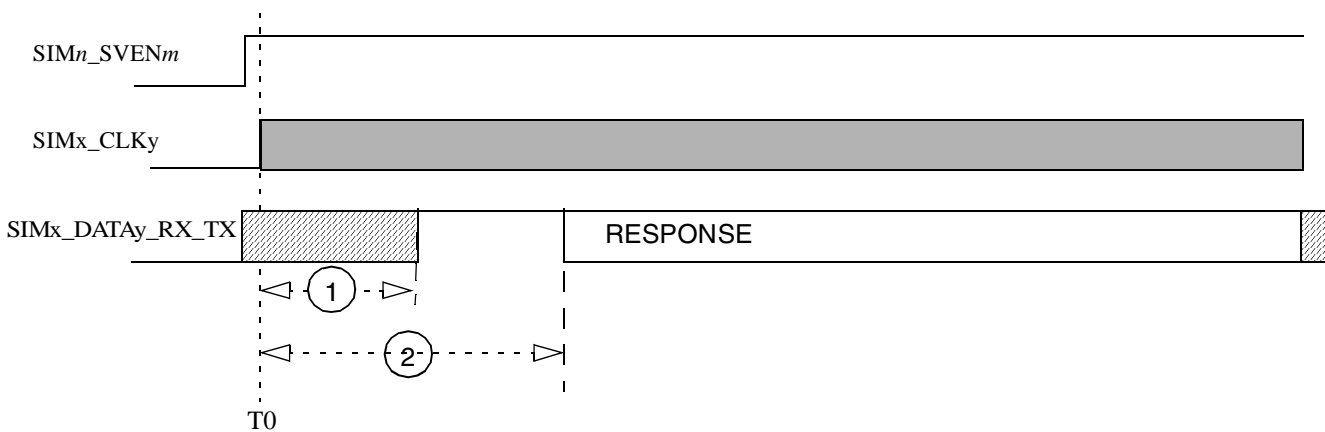 SIMn_SVENm
SIMx_CLKy
SIMx_DATAy_RX_TX
RESPONSE
1
2
T0